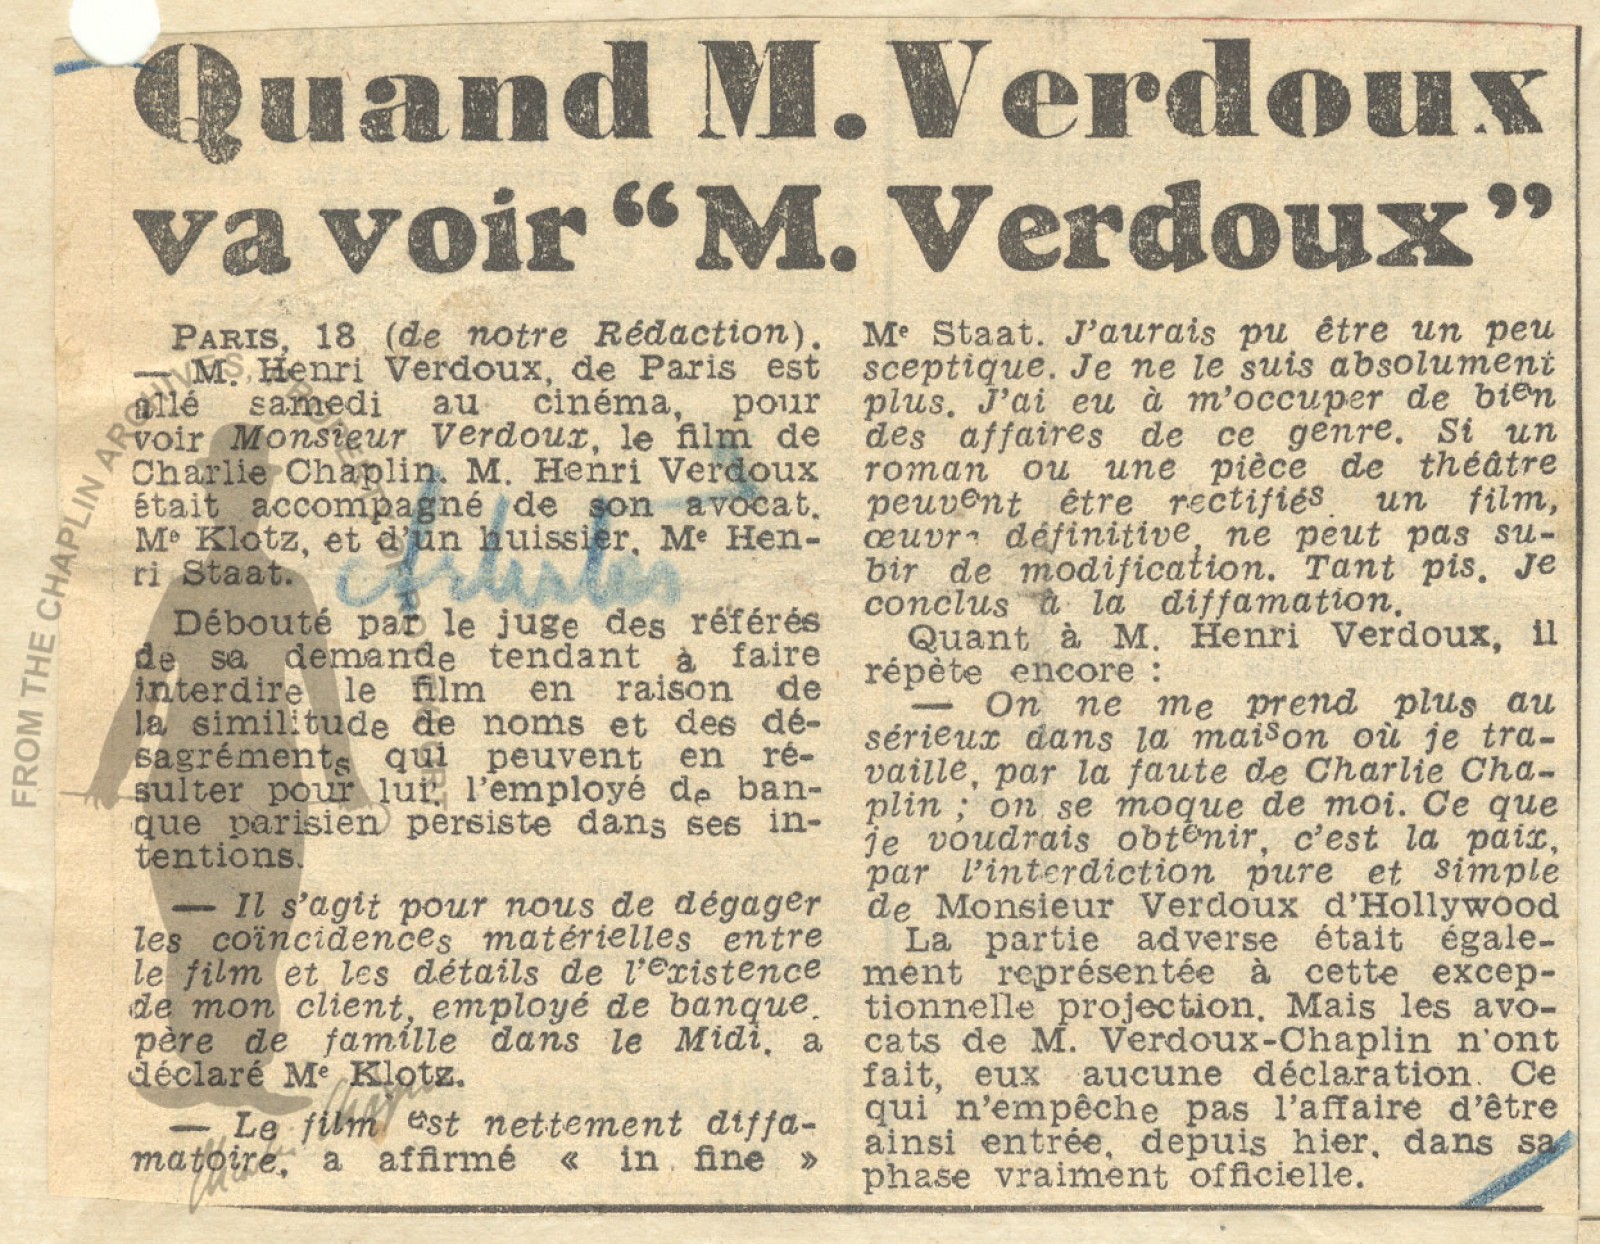 Quand M. Verdoux
va voir “M. Verdoux”
PARIS, 18 (de notre Rédaction).
— M. Henri Verdoux, de Paris est
allé samedi au cinéma, pour
voir Monsieur Verdoux, le film de
Charlie Chaplin. M. Henri Verdoux
était accompagné de son avocat,
Mᵉ Klotz, et d'un huissier, Mᵉ Hen-
ri Staat.
Débouté par le juge des référés
de sa demande tendant à faire
interdire le film en raison de
la similitude de noms et des dé-
sagréments qui peuvent en ré-
sulter pour lui, l'employé de ban-
que parisien persiste dans ses in-
tentions.
— Il s'agit pour nous de dégager
les coïncidences matérielles entre
le film et les détails de l'existence
de mon client, employé de banque,
père de famille dans le Midi, a
déclaré Mᵉ Klotz.
— Le film est nettement diffa-
matoire, a affirmé « in fine »
Mᵉ Staat. J'aurais pu être un peu
sceptique. Je ne le suis absolument
plus. J'ai eu à m'occuper de bien
des affaires de ce genre. Si un
roman ou une pièce de théâtre
peuvent être rectifiés, un film,
œuvre définitive, ne peut pas su-
bir de modification. Tant pis. Je
conclus à la diffamation.
Quant à M. Henri Verdoux, il
répète encore :
— On ne me prend plus au
sérieux dans la maison où je tra-
vaille, par la faute de Charlie Cha-
plin ; on se moque de moi. Ce que
je voudrais obtenir, c'est la paix,
par l'interdiction pure et simple
de Monsieur Verdoux d'Hollywood
La partie adverse était égale-
ment représentée à cette excep-
tionnelle projection. Mais les avo-
cats de M. Verdoux-Chaplin n'ont
fait, eux aucune déclaration. Ce
qui n'empêche pas l'affaire d'être
ainsi entrée, depuis hier, dans sa
phase vraiment officielle.
FROM THE CHAPLIN ARCHIVES,